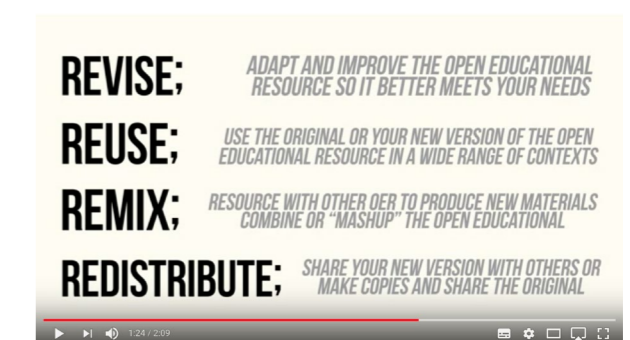 REVISE;
ADAPT AND IMPROVE THE OPEN EDUCATIONAL
RESOURCE SO IT BETTER MEETS YOUR NEEDS
REUSE;
USE THE ORIGINAL OR YOUR NEW VERSION OF THE OPEN
EDUCATIONAL RESOURCE IN A WIDE RANGE OF CONTEXTS
REMIX;
RESOURCE WITH OTHER OER TO PRODUCE NEW MATERIALS
COMBINE OR "MASHUP" THE OPEN EDUCATIONAL
REDISTRIBUTE;
SHARE YOUR NEW VERSION WITH OTHERS OR
MAKE COPIES AND SHARE THE ORIGINAL
1:24 / 2:09